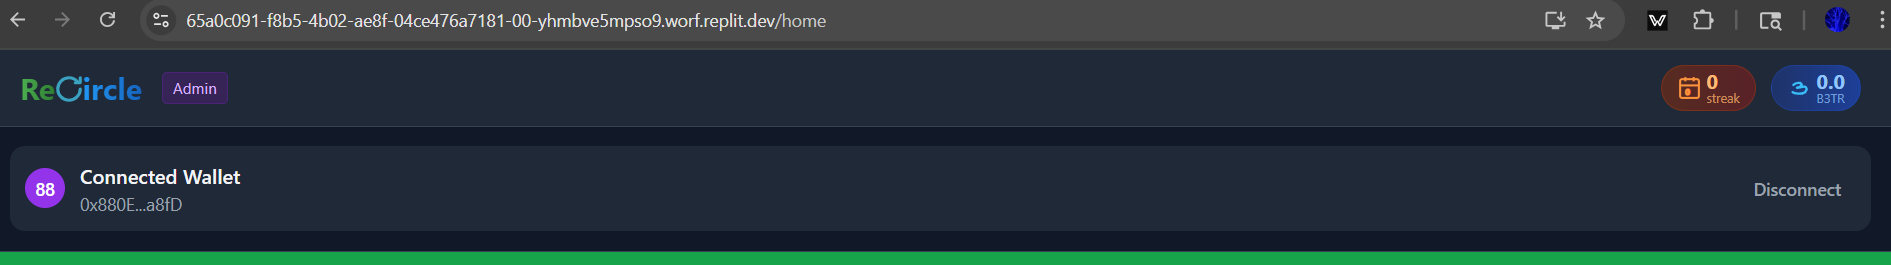 65a0c091-f8b5-4b02-ae8f-04ce476a7181-00-yhmbve5mpso9.worf.replit.dev/home
ReCircle
Admin
0
streak
0.0
B3TR
88
Connected Wallet
0x880E...a8fD
Disconnect